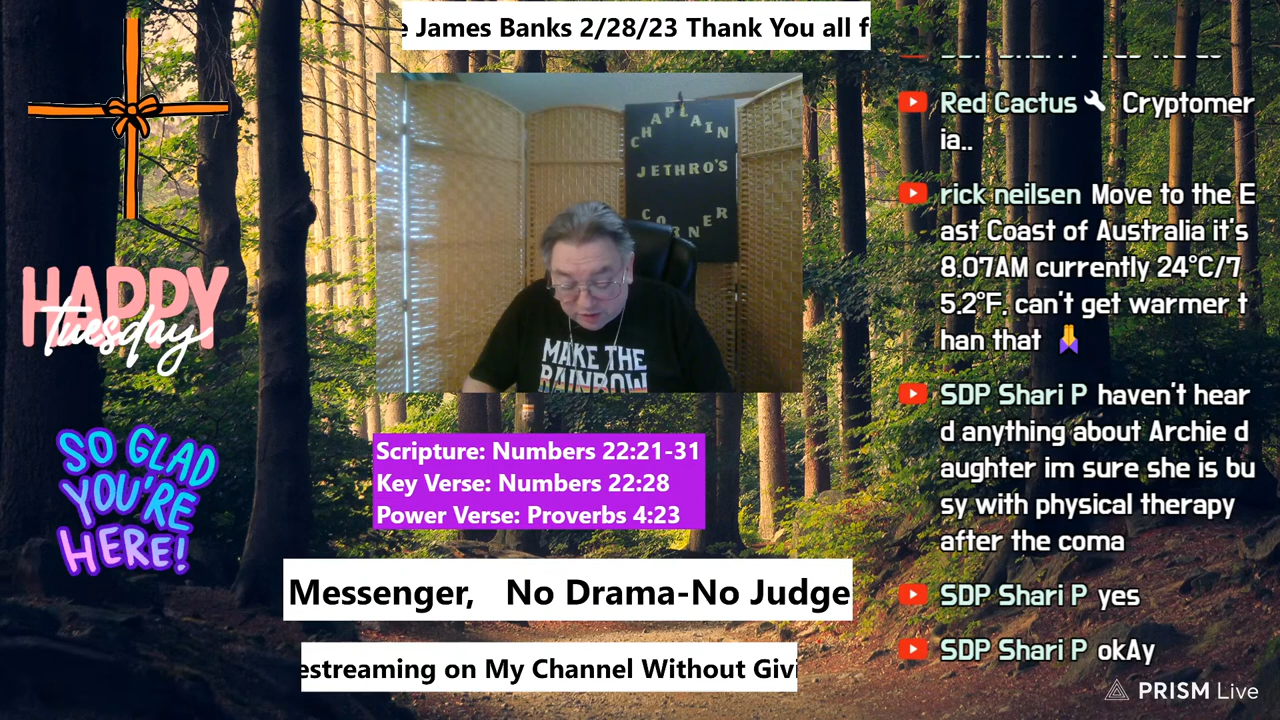 James Banks 2/28/23 Thank You all f
CHAPLAIN
JETHRO'S
CORNER
MAKE THE
RAINBOW
HAPPY
Tuesday
SO GLAD
YOU'RE
HERE!
Scripture: Numbers 22:21-31
Key Verse: Numbers 22:28
Power Verse: Proverbs 4:23
Messenger, No Drama-No Judge
estreaming on My Channel Without Givi
Red Cactus Cryptomer
ia..
rick neilsen Move to the E
ast Coast of Australia it's
8.07AM currently 24°C/7
5.2°F, can't get warmer t
han that
SDP Shari P haven't hear
d anything about Archie d
aughter im sure she is bu
sy with physical therapy
after the coma
SDP Shari P yes
SDP Shari P okAy
PRISM Live